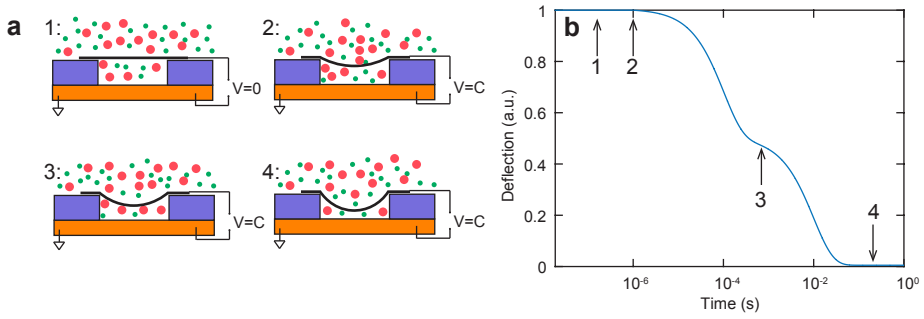 a
1:
V=0
2:
V=C
3:
V=C
4:
V=C
b
Deflection (a.u.)
1
0.8
0.6
0.4
0.2
0
1
2
3
4
10⁻⁶
10⁻⁴
10⁻²
10⁰
Time (s)